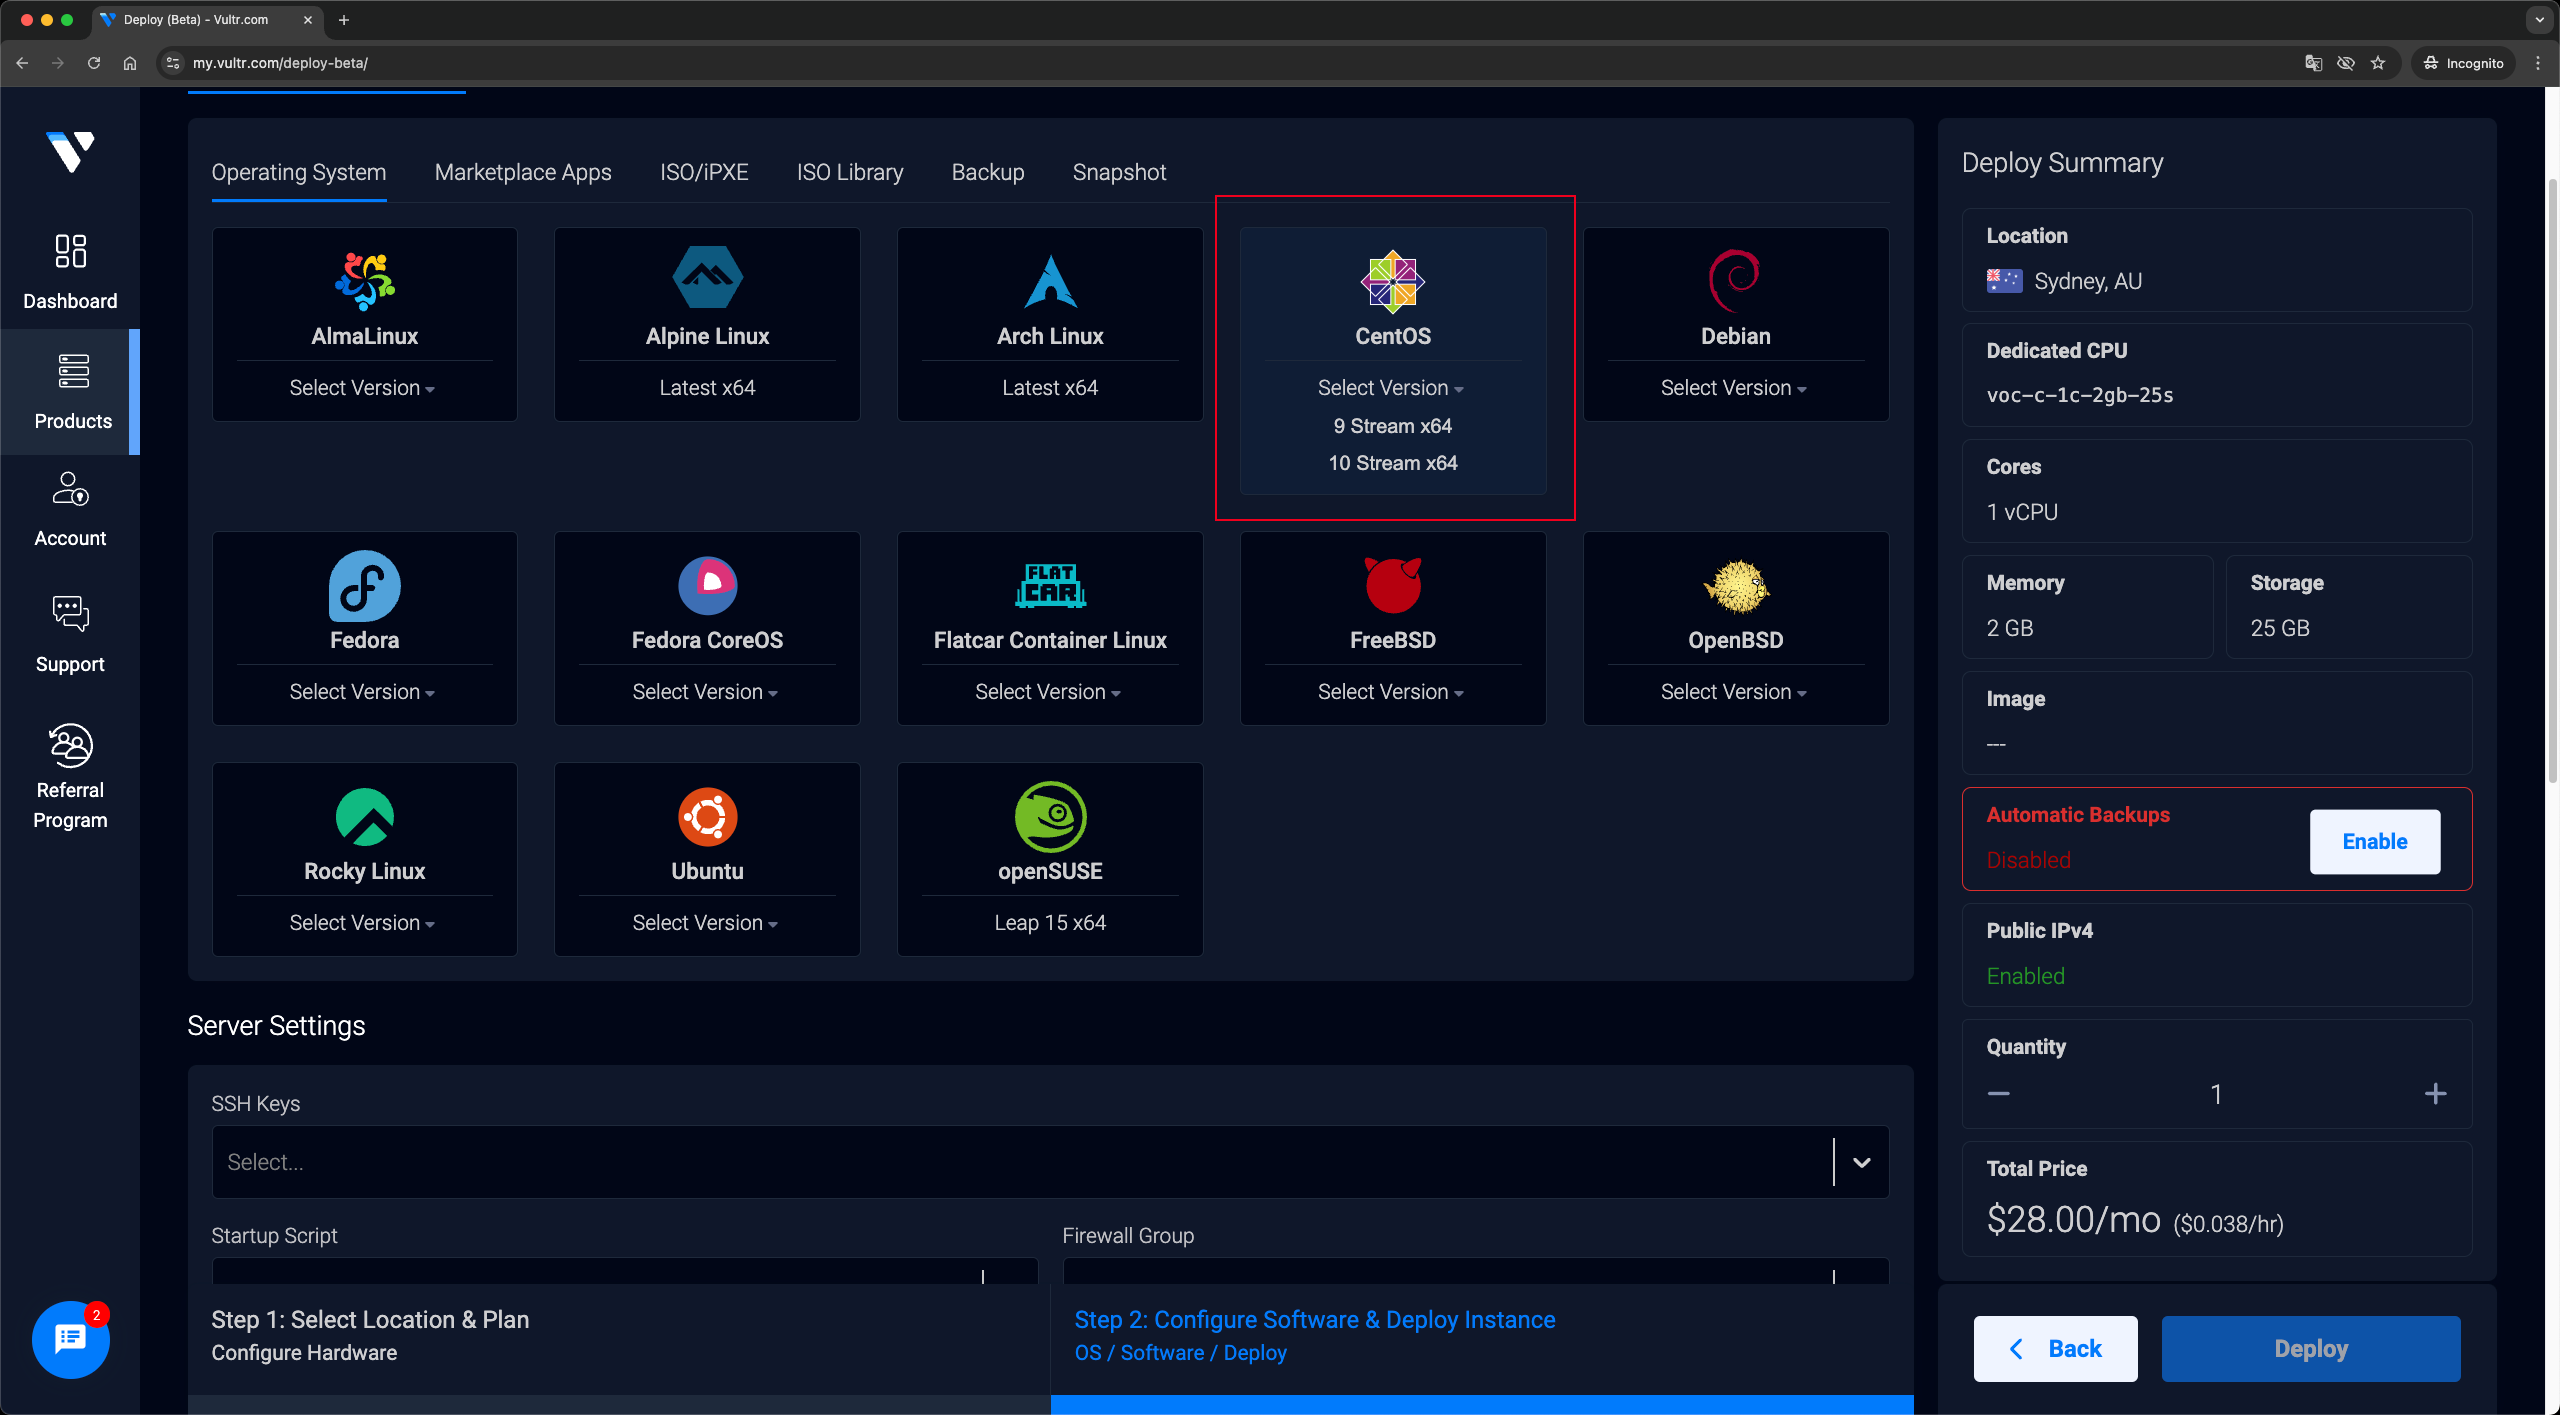 Deploy (Beta) - Vultr.com
my.vultr.com/deploy-beta/
Incognito
Dashboard
Products
Account
Support
Referral
Program
2
Operating System
Marketplace Apps
ISO/iPXE
ISO Library
Backup
Snapshot
AlmaLinux
Select Version
Alpine Linux
Latest x64
Arch Linux
Latest x64
CentOS
Select Version
9 Stream x64
10 Stream x64
Debian
Select Version
Fedora
Select Version
Fedora CoreOS
Select Version
FLAT
CAR
Flatcar Container Linux
Select Version
FreeBSD
Select Version
OpenBSD
Select Version
Rocky Linux
Select Version
Ubuntu
Select Version
openSUSE
Leap 15 x64
Server Settings
SSH Keys
Select...
Startup Script
Firewall Group
Step 1: Select Location & Plan
Configure Hardware
Step 2: Configure Software & Deploy Instance
OS / Software / Deploy
Deploy Summary
Location
Sydney, AU
Dedicated CPU
voc-c-1c-2gb-25s
Cores
1 vCPU
Memory
2 GB
Storage
25 GB
Image
---
Automatic Backups
Disabled
Enable
Public IPv4
Enabled
Quantity
1
Total Price
$28.00/mo ($0.038/hr)
Back
Deploy